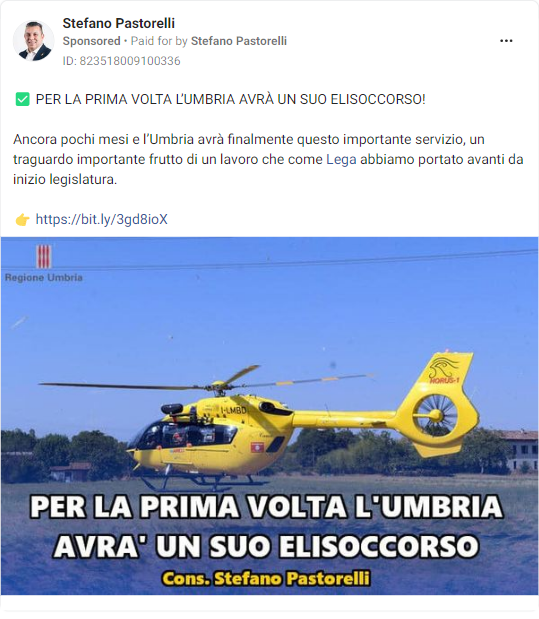 Stefano Pastorelli
Sponsored • Paid for by Stefano Pastorelli
ID: 823518009100336
✅ PER LA PRIMA VOLTA L’UMBRIA AVRÀ UN SUO ELISOCCORSO!
Ancora pochi mesi e l’Umbria avrà finalmente questo importante servizio, un
traguardo importante frutto di un lavoro che come Lega abbiamo portato avanti da
inizio legislatura.
👉 https://bit.ly/3gd8ioX
Regione Umbria
HORUS-1
I-LMBD
PER LA PRIMA VOLTA L'UMBRIA
AVRA' UN SUO ELISOCCORSO
Cons. Stefano Pastorelli